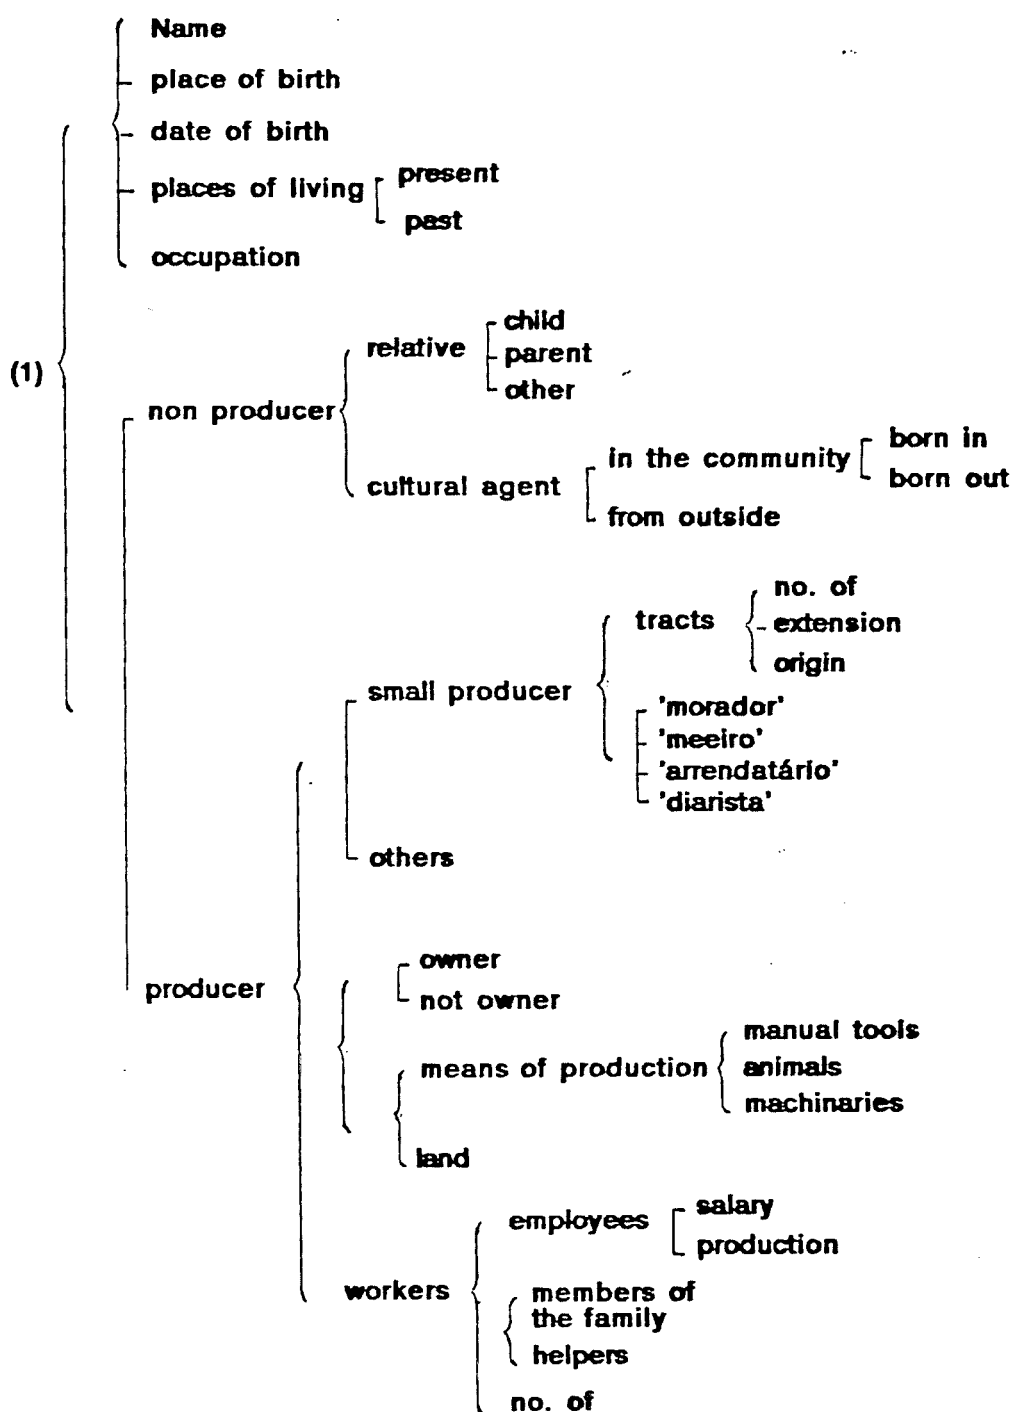 Name
place of birth
date of birth
places of living
present
past
occupation
(1)
non producer
relative
child
parent
other
cultural agent
in the community
born in
born out
from outside
small producer
tracts
no. of
extension
origin
'morador'
'meeiro'
'arrendatário'
'diarista'
others
producer
owner
not owner
means of production
manual tools
animals
machinaries
land
workers
employees
salary
production
members of
the family
helpers
no. of